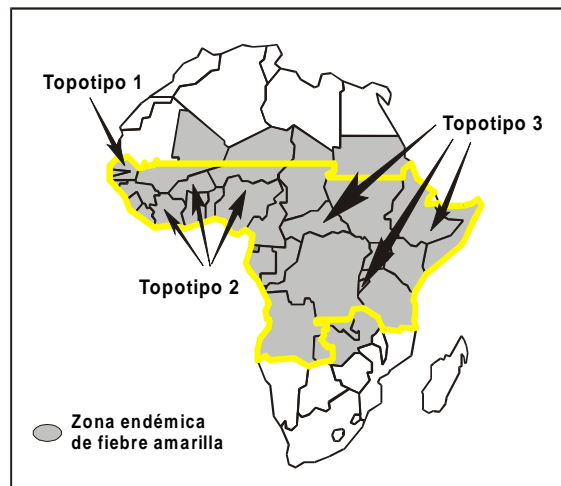 Topotipo 1
Topotipo 3
Topotipo 2
Zona endémica
de fiebre amarilla